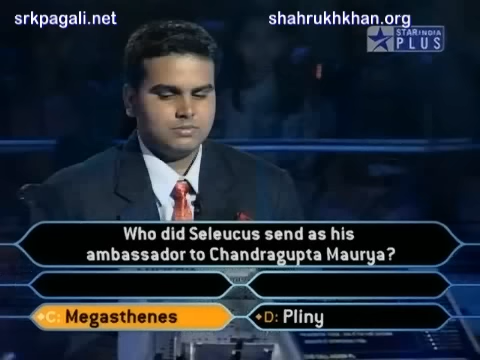 srkpagali.net
shahrukhkhan.org
STAR INDIA
PLUS
Who did Seleucus send as his
ambassador to Chandragupta Maurya?
C: Megasthenes
D: Pliny